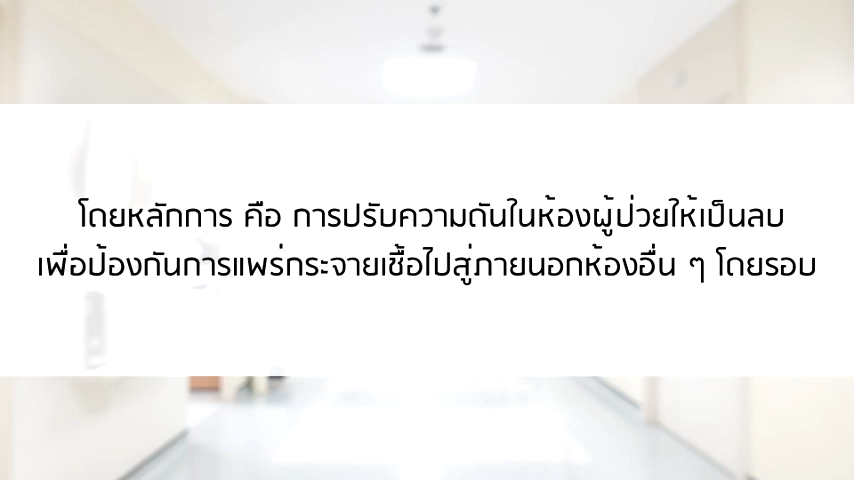 โดยหลักการ คือ การปรับความดันในห้องผู้ป่วยให้เป็นลบ
เพื่อป้องกันการแพร่กระจายเชื้อไปสู่ภายนอกห้องอื่น ๆ โดยรอบ